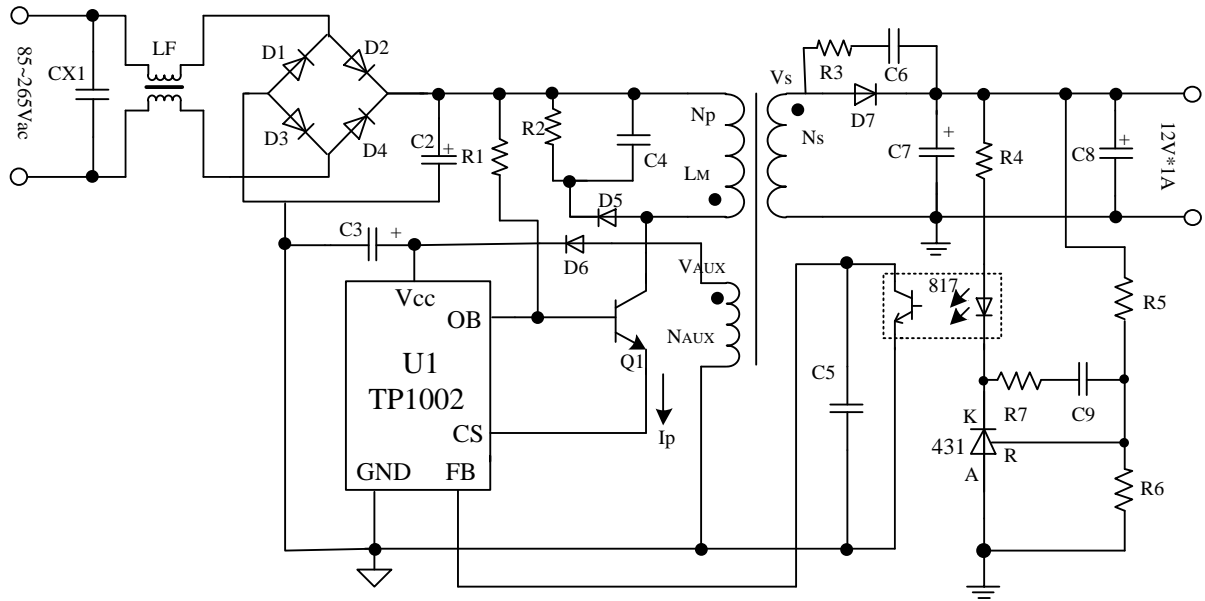 85~265Vac
CX1
LF
D1
D2
D3
D4
C2
+
R1
R2
C4
D5
Np
LM
Vs
Ns
R3
C6
D7
C7
+
R4
C8
+
12V*1A
C3
+
D6
VAUX
NAUX
Vcc
OB
U1
TP1002
CS
GND
FB
Q1
Ip
C5
817
R5
R7
C9
K
431
R
A
R6